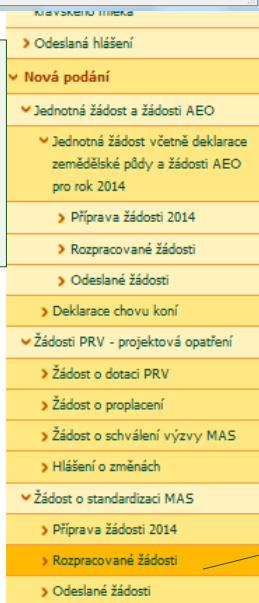 kravského mléka
Odeslaná hlášení
Nová podání
Jednotná žádost a žádosti AEO
Jednotná žádost včetně deklarace
zemědělské půdy a žádosti AEO
pro rok 2014
Příprava žádosti 2014
Rozpracované žádosti
Odeslané žádosti
Deklarace chovu koní
Žádosti PRV - projektová opatření
Žádost o dotaci PRV
Žádost o proplacení
Žádost o schválení výzvy MAS
Hlášení o změnách
Žádost o standardizaci MAS
Příprava žádosti 2014
Rozpracované žádosti
Odeslané žádosti